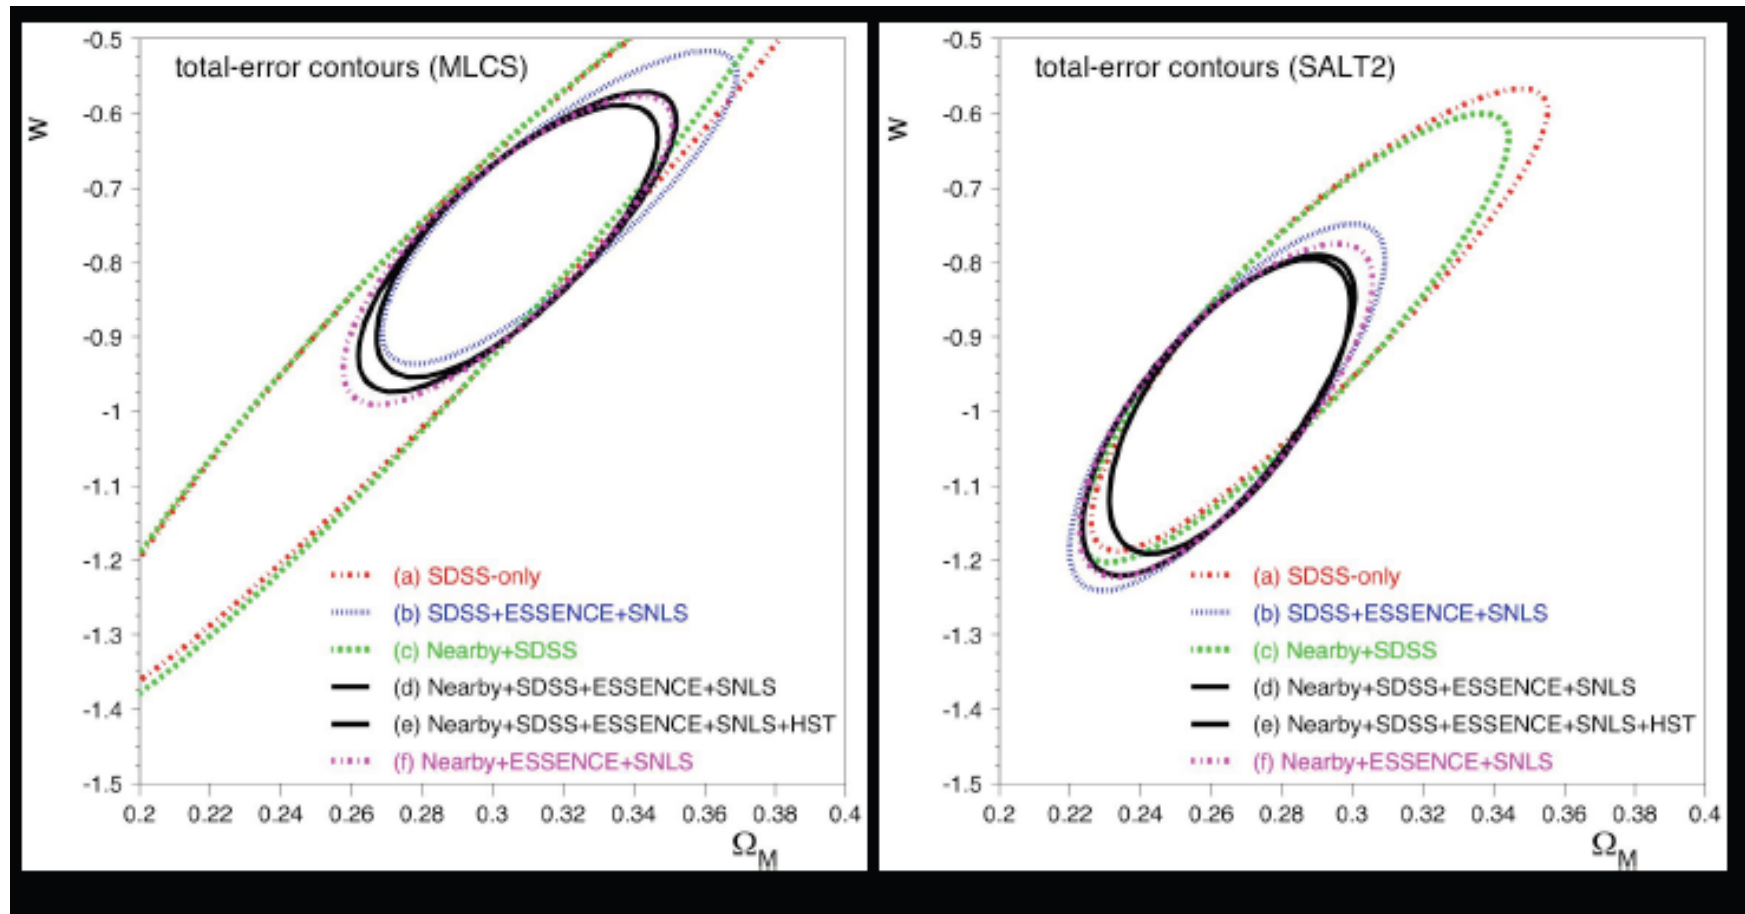 total-error contours (MLCS)
w
-0.5
-0.6
-0.7
-0.8
-0.9
-1
-1.1
-1.2
-1.3
-1.4
-1.5
(a) SDSS-only
(b) SDSS+ESSENCE+SNLS
(c) Nearby+SDSS
(d) Nearby+SDSS+ESSENCE+SNLS
(e) Nearby+SDSS+ESSENCE+SNLS+HST
(f) Nearby+ESSENCE+SNLS
0.2 0.22 0.24 0.26 0.28 0.3 0.32 0.34 0.36 0.38 0.4
ΩM
total-error contours (SALT2)
w
-0.5
-0.6
-0.7
-0.8
-0.9
-1
-1.1
-1.2
-1.3
-1.4
-1.5
(a) SDSS-only
(b) SDSS+ESSENCE+SNLS
(c) Nearby+SDSS
(d) Nearby+SDSS+ESSENCE+SNLS
(e) Nearby+SDSS+ESSENCE+SNLS+HST
(f) Nearby+ESSENCE+SNLS
0.2 0.22 0.24 0.26 0.28 0.3 0.32 0.34 0.36 0.38 0.4
ΩM